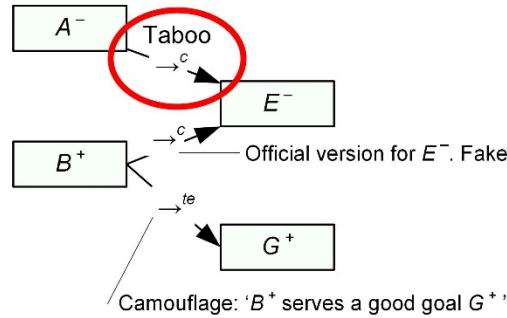 A⁻
Taboo
→ᶜ
E⁻
→ᶜ
Official version for E⁻. Fake
B⁺
→ᵗᵉ
G⁺
Camouflage: ‘B⁺ serves a good goal G⁺ ’